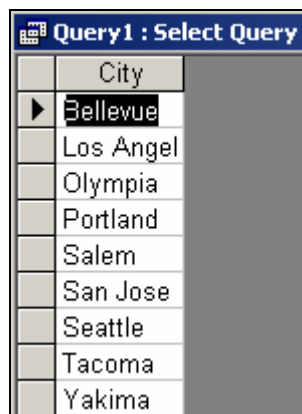 Query1 : Select Query
City
Bellevue
Los Angel
Olympia
Portland
Salem
San Jose
Seattle
Tacoma
Yakima